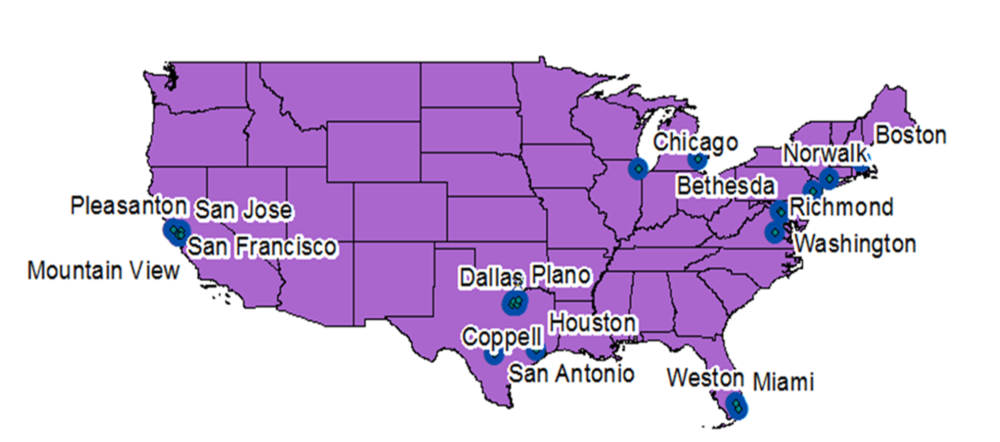 Boston
Chicago
Norwalk
Bethesda
Pleasanton
San Jose
Richmond
San Francisco
Washington
Mountain View
Dallas
Plano
Houston
Coppell
San Antonio
Weston
Miami